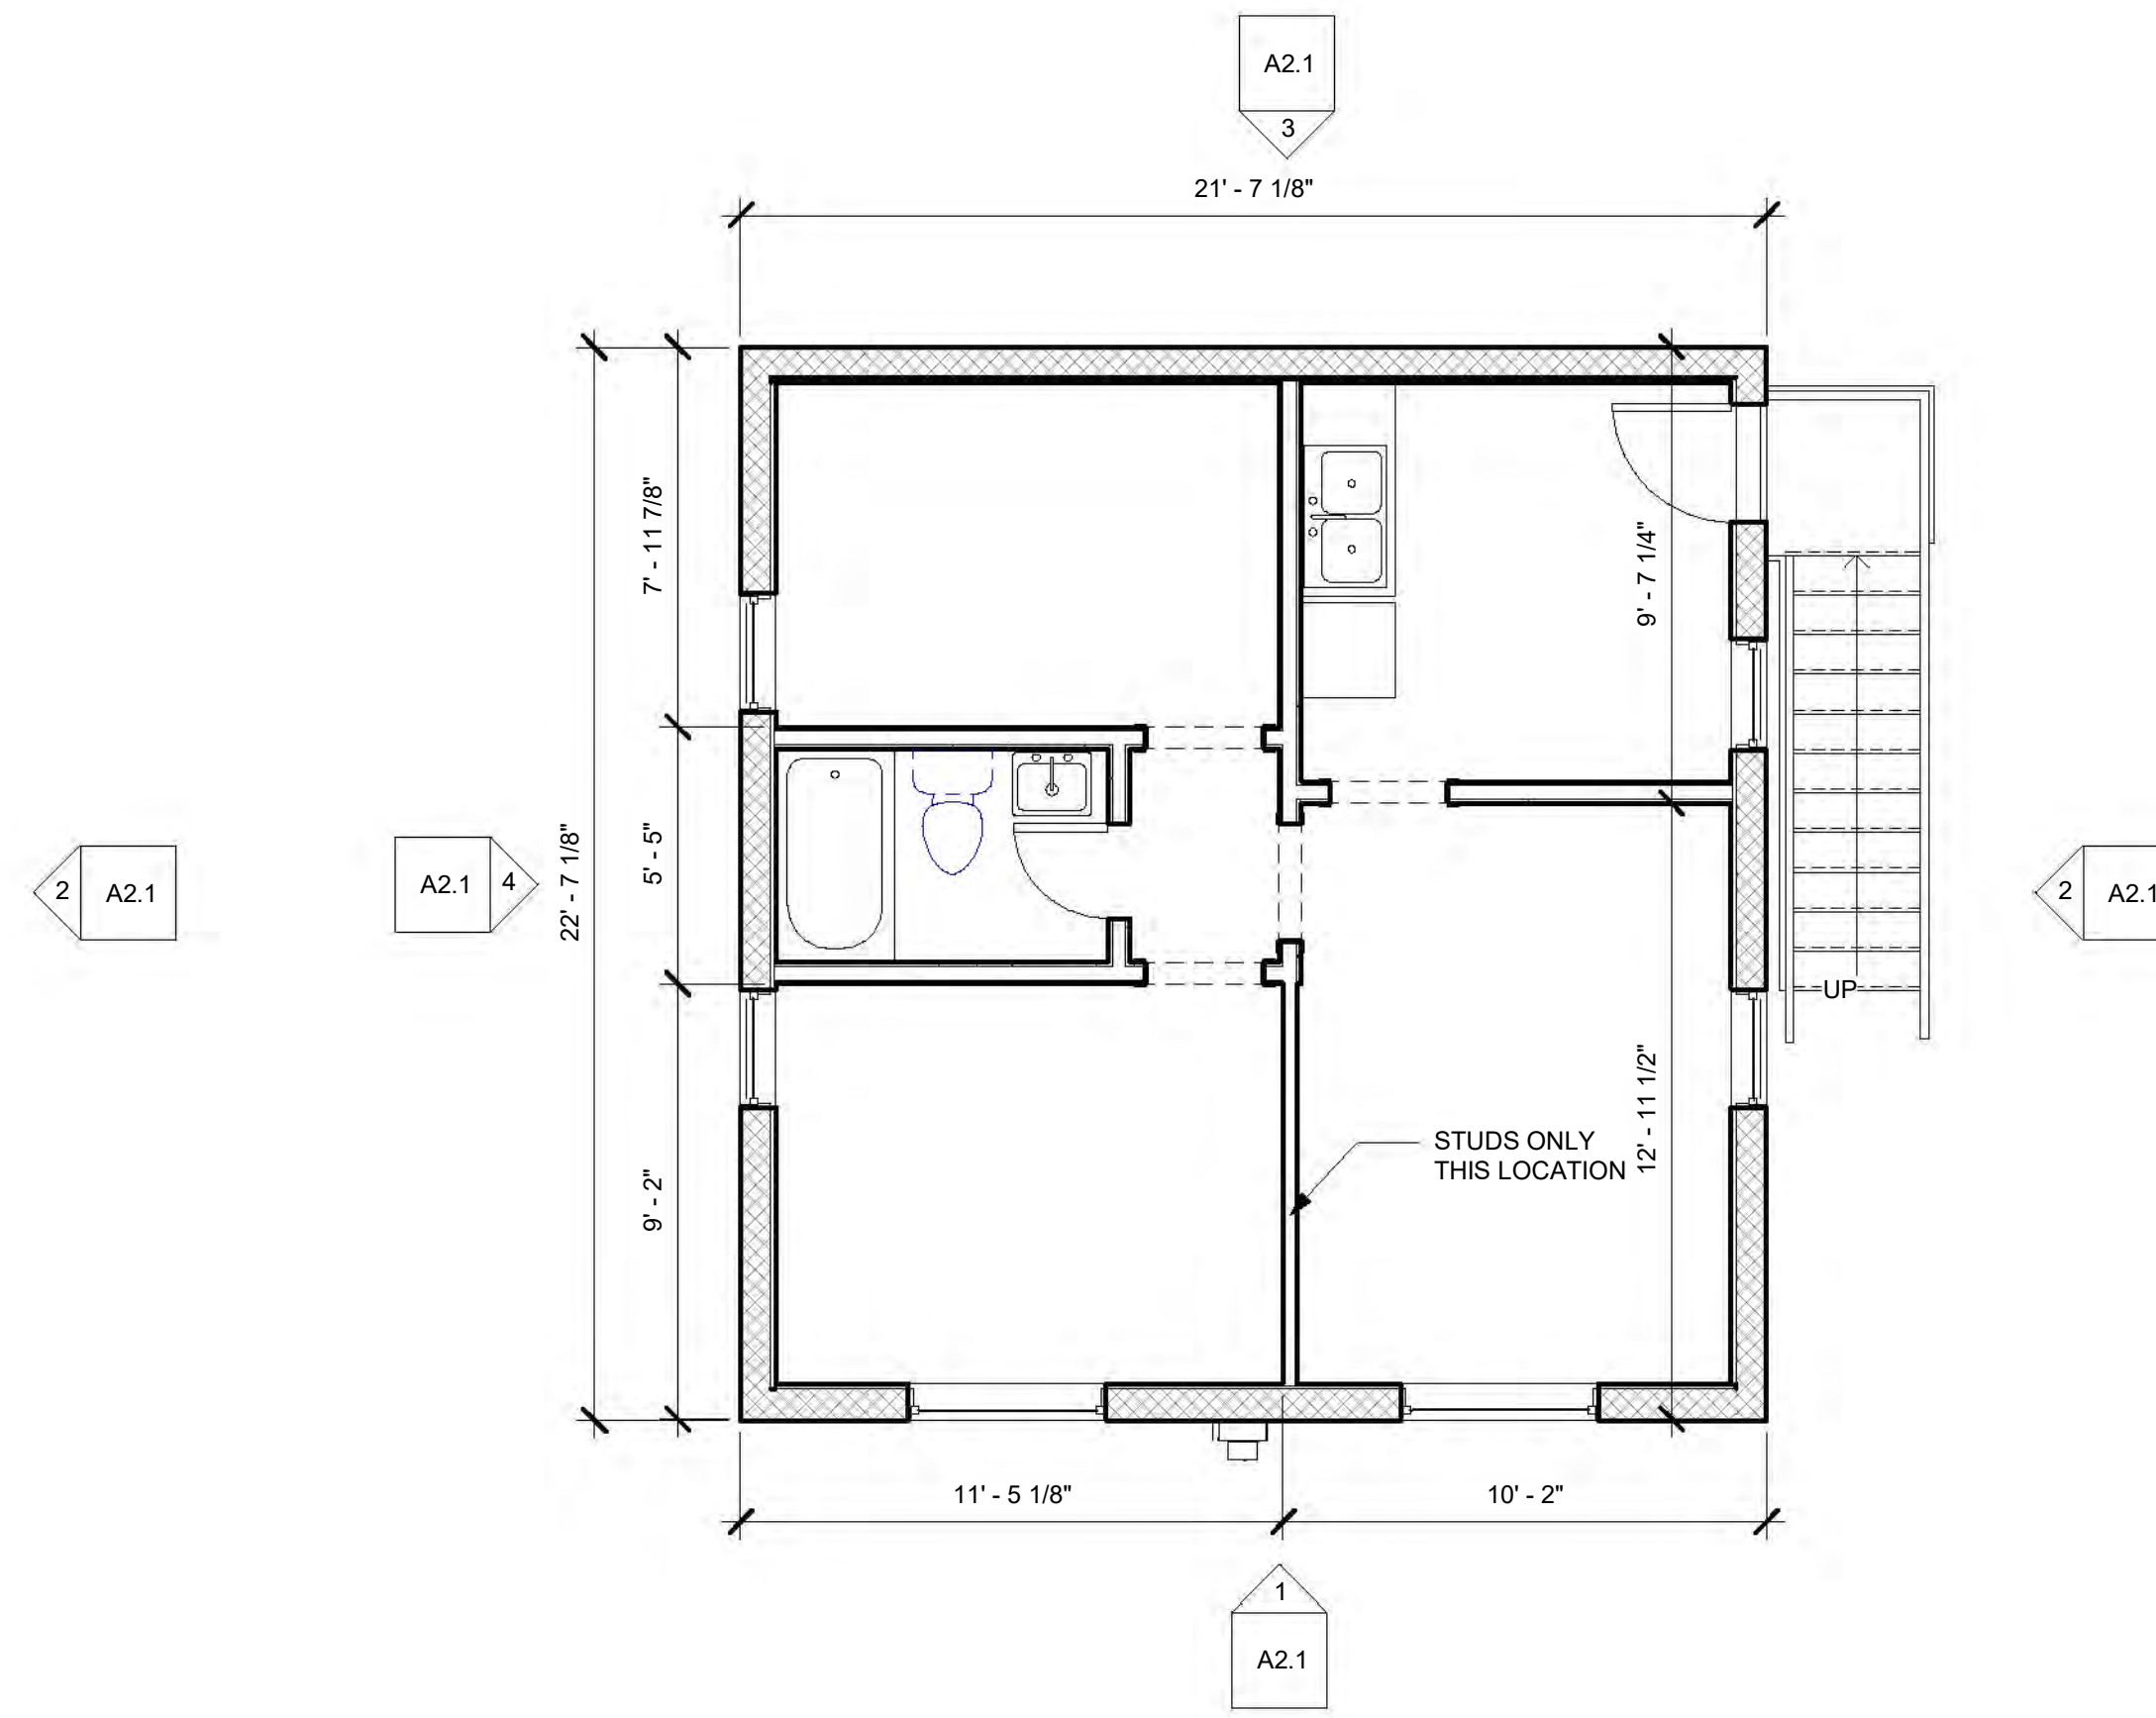 A2.1
3
21' - 7 1/8"
7' - 11 7/8"
9' - 7 1/4"
22' - 7 1/8"
5' - 5"
2
A2.1
A2.1
4
2
A2.1
UP
STUDS ONLY
THIS LOCATION
12' - 11 1/2"
9' - 2"
11' - 5 1/8"
10' - 2"
1
A2.1